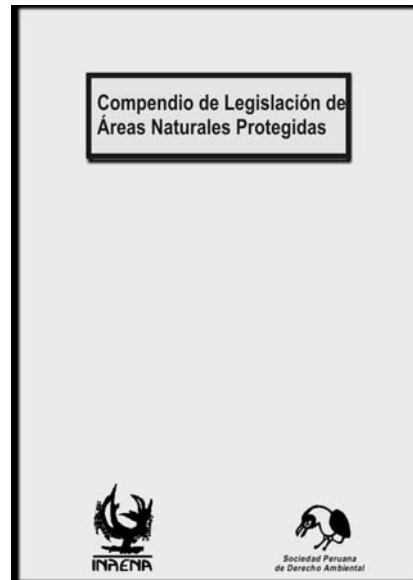 Compendio de Legislación de
Áreas Naturales Protegidas
INRENA
Sociedad Peruana
de Derecho Ambiental